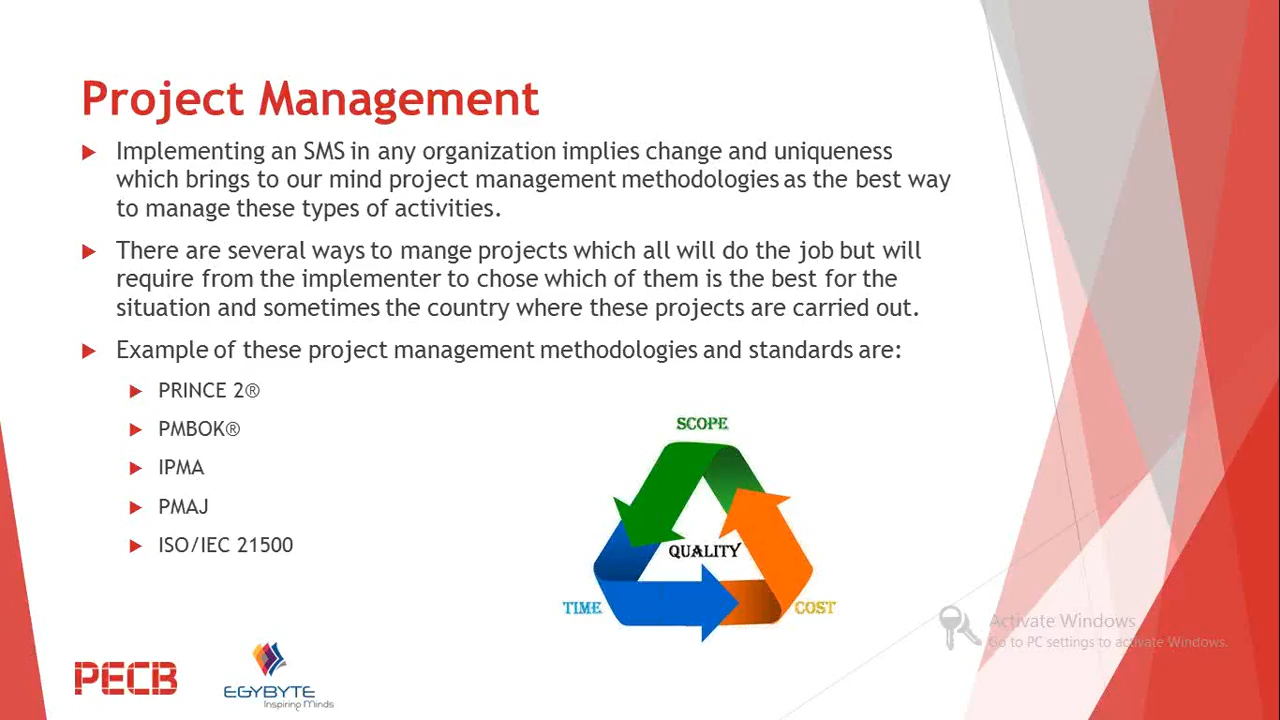 Project Management
Implementing an SMS in any organization implies change and uniqueness
which brings to our mind project management methodologies as the best way
to manage these types of activities.
There are several ways to mange projects which all will do the job but will
require from the implementer to chose which of them is the best for the
situation and sometimes the country where these projects are carried out.
Example of these project management methodologies and standards are:
PRINCE 2®
PMBOK®
IPMA
PMAJ
ISO/IEC 21500
SCOPE
QUALITY
TIME
COST
Activate Windows
Go to PC settings to activate Windows.
PECB
EGYBYTE
Inspiring Minds